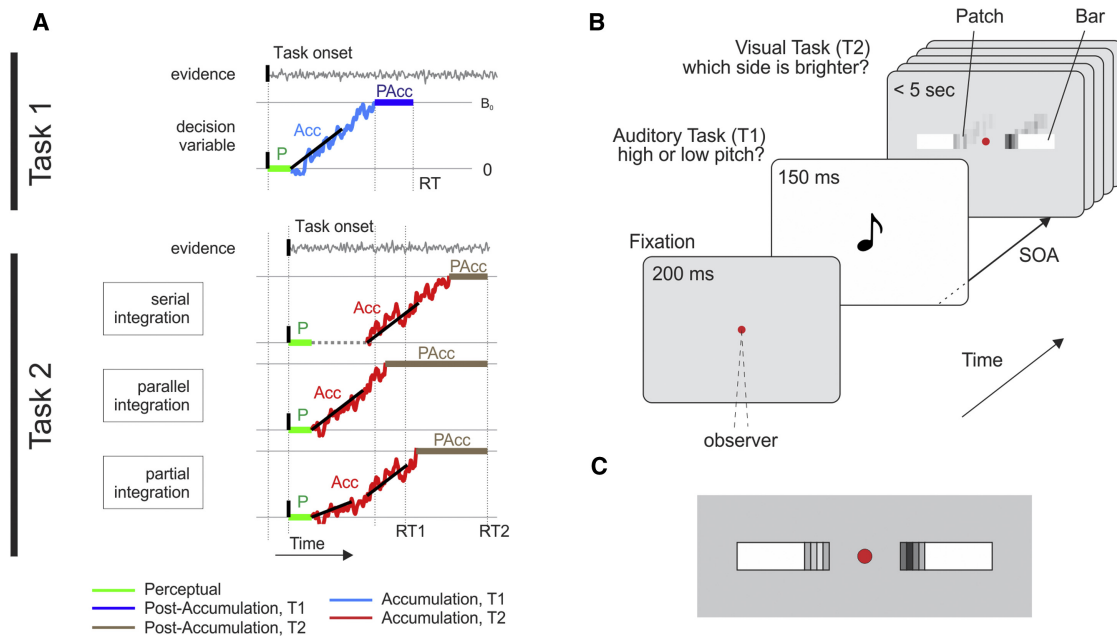 A
Task 1
Task onset
evidence
PAcc
B₀
decision
variable
Acc
P
0
RT
Task 2
Task onset
evidence
PAcc
serial
integration
Acc
P
PAcc
parallel
integration
Acc
P
PAcc
partial
integration
Acc
P
RT1
RT2
Time
Perceptual
Post-Accumulation, T1
Post-Accumulation, T2
Accumulation, T1
Accumulation, T2
B
Patch
Bar
Visual Task (T2)
which side is brighter?
< 5 sec
Auditory Task (T1)
high or low pitch?
150 ms
SOA
Fixation
200 ms
Time
observer
C